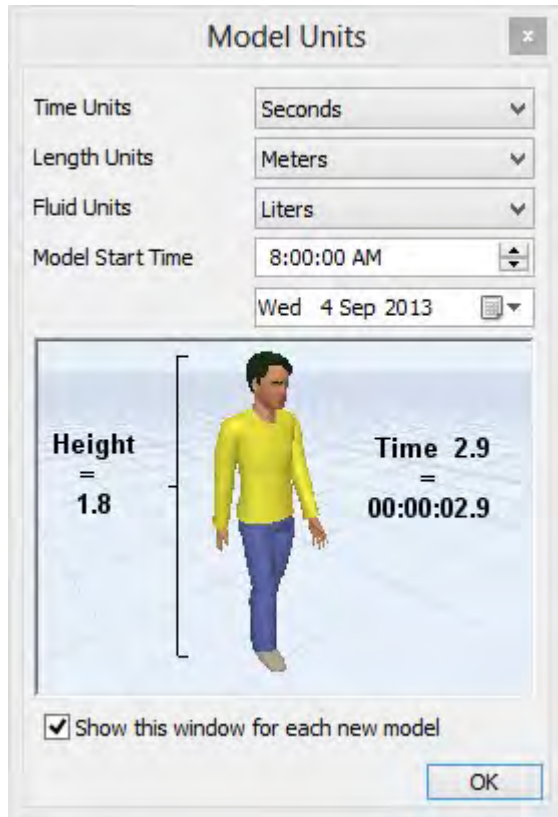 Model Units
x
Time Units Seconds
Length Units Meters
Fluid Units Liters
Model Start Time 8:00:00 AM
Wed 4 Sep 2013
Height
=
1.8
Time 2.9
=
00:00:02.9
Show this window for each new model
OK